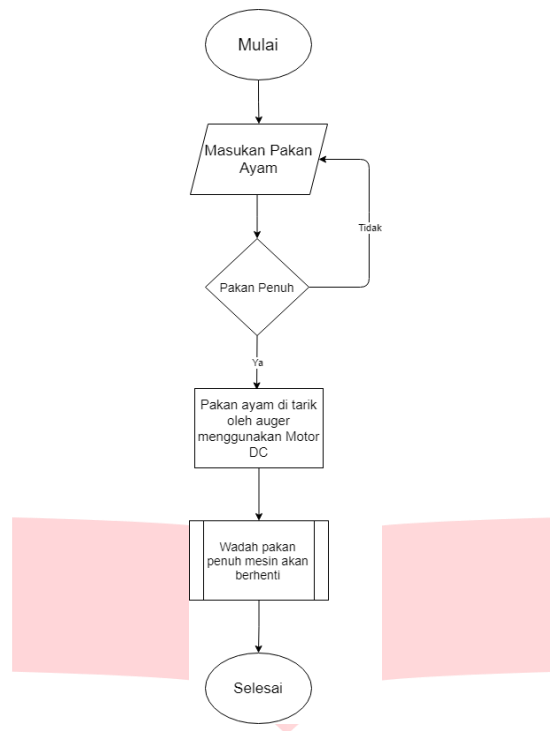 Mulai
Masukan Pakan
Ayam
Tidak
Pakan Penuh
Ya
Pakan ayam di tarik
oleh auger
menggunakan Motor
DC
Wadah pakan
penuh mesin akan
berhenti
Selesai